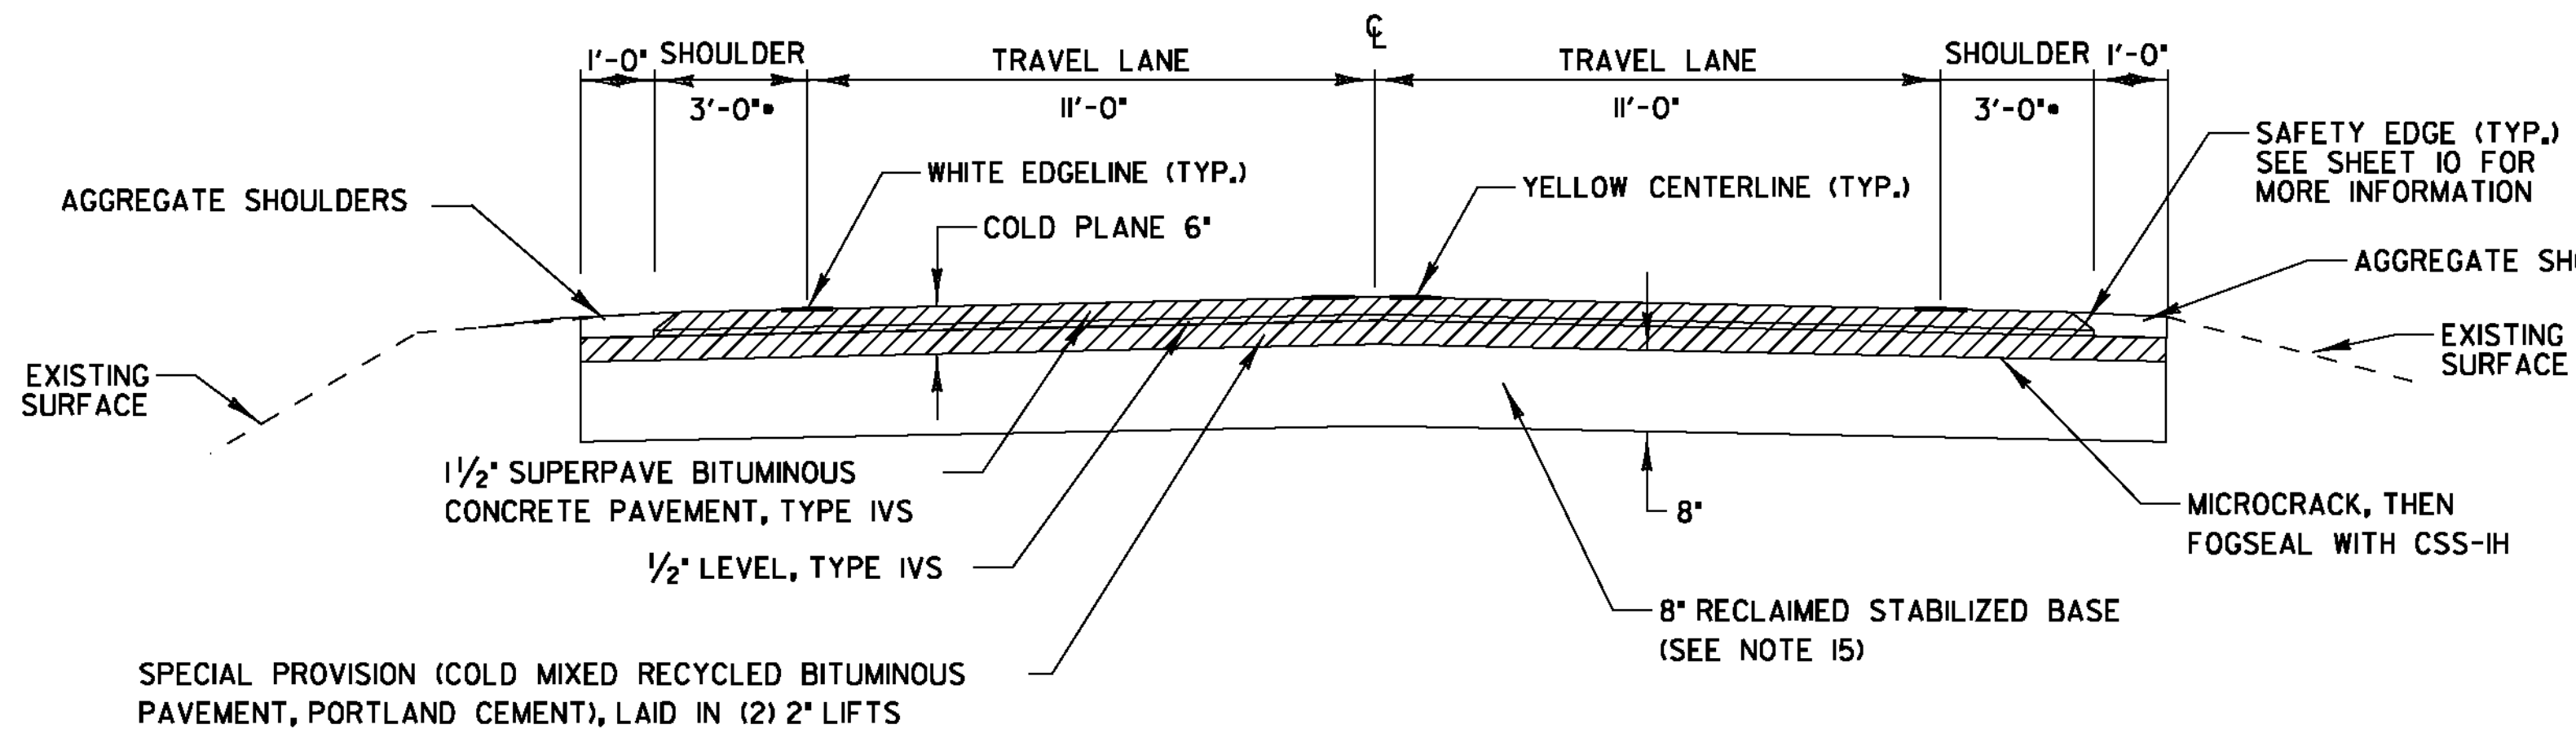 ℄
1'-0" SHOULDER TRAVEL LANE TRAVEL LANE SHOULDER 1'-0"
3'-0"• 11'-0" 11'-0" 3'-0"•
SAFETY EDGE (TYP.)
SEE SHEET 10 FOR
MORE INFORMATION
WHITE EDGELINE (TYP.)
YELLOW CENTERLINE (TYP.)
AGGREGATE SHOULDERS
COLD PLANE 6"
AGGREGATE SHO
EXISTING
SURFACE
EXISTING
SURFACE
1 1/2" SUPERPAVE BITUMINOUS
CONCRETE PAVEMENT, TYPE IVS
8"
MICROCRACK, THEN
FOGSEAL WITH CSS-1H
1/2" LEVEL, TYPE IVS
8" RECLAIMED STABILIZED BASE
(SEE NOTE 15)
SPECIAL PROVISION (COLD MIXED RECYCLED BITUMINOUS
PAVEMENT, PORTLAND CEMENT), LAID IN (2) 2" LIFTS